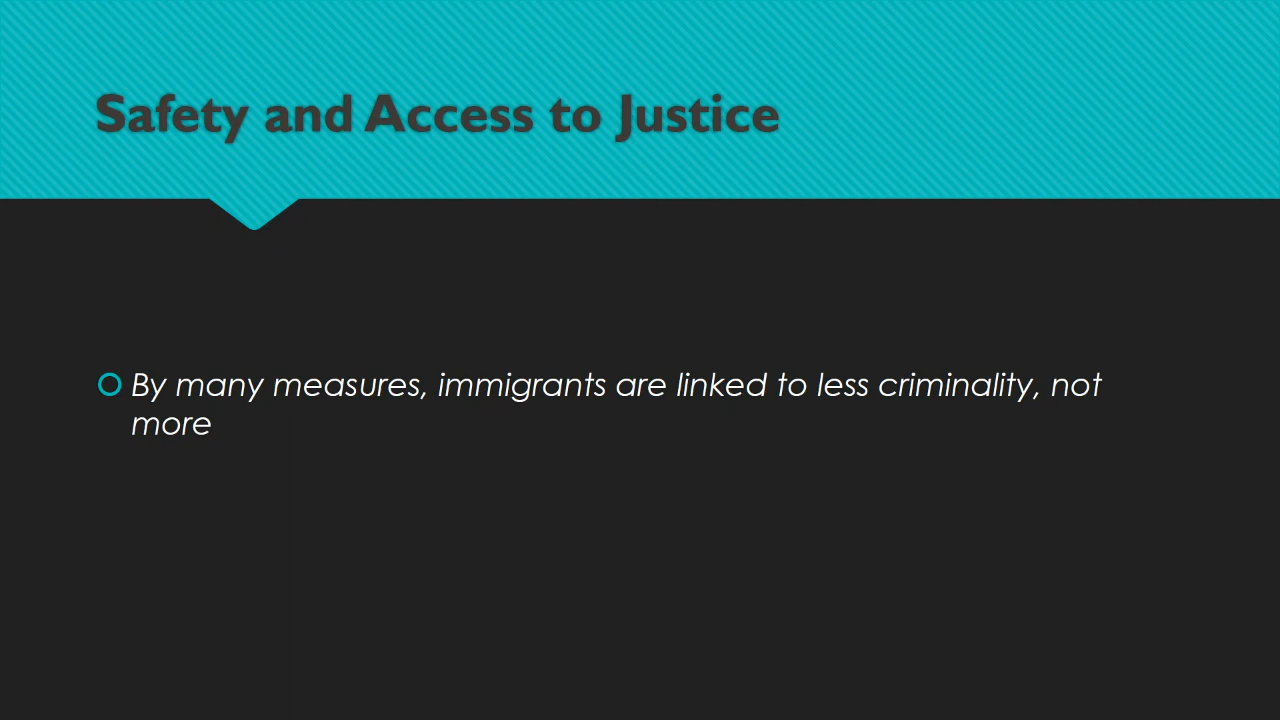 Safety and Access to Justice
By many measures, immigrants are linked to less criminality, not
more